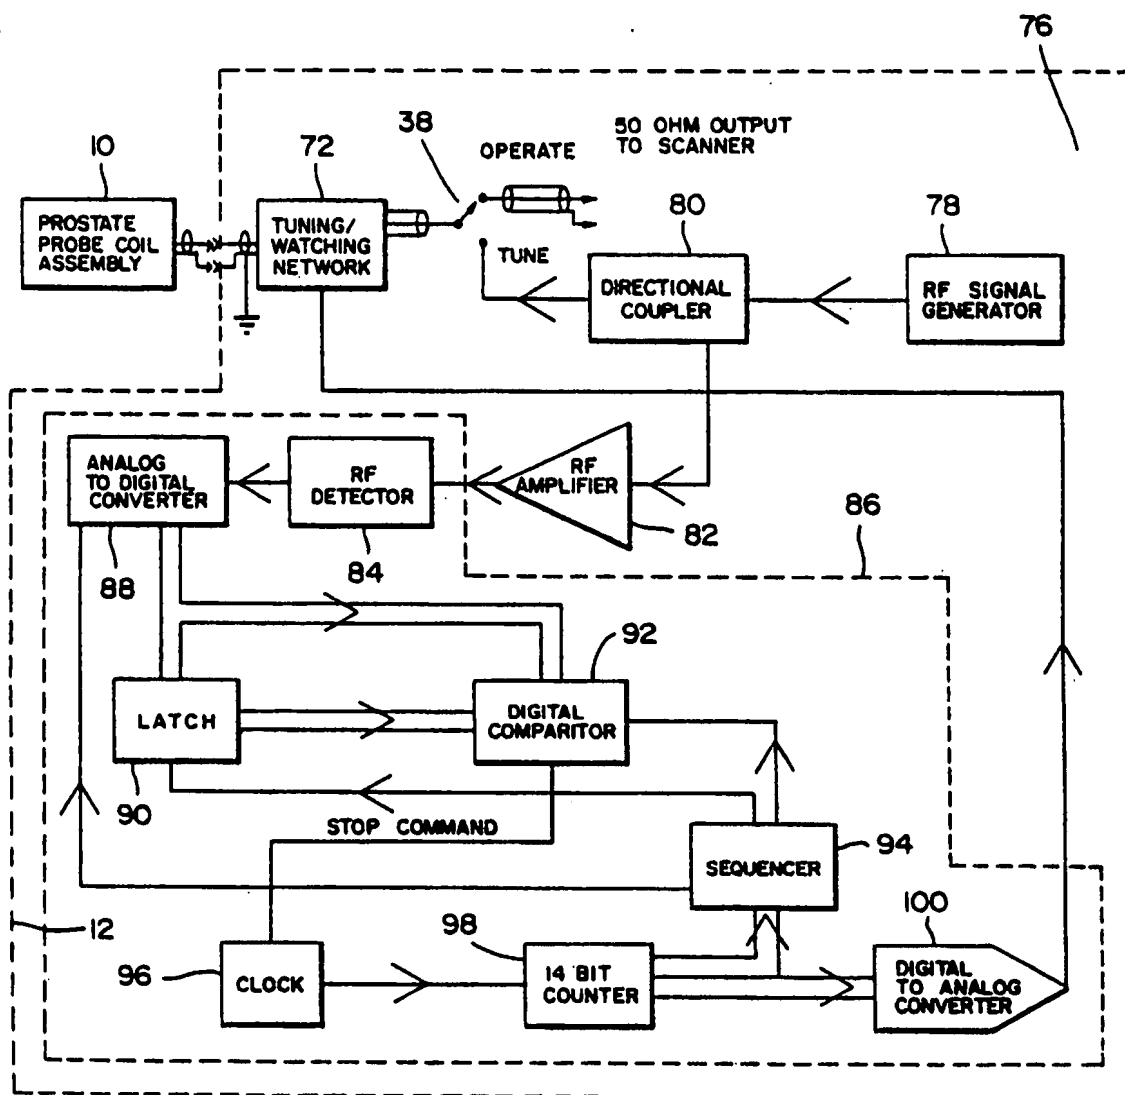 76
38
50 OHM OUTPUT
TO SCANNER
OPERATE
10
72
80
78
PROSTATE
PROBE COIL
ASSEMBLY
TUNING/
WATCHING
NETWORK
TUNE
DIRECTIONAL
COUPLER
RF SIGNAL
GENERATOR
ANALOG
TO DIGITAL
CONVERTER
RF
DETECTOR
RF
AMPLIFIER
82
86
88
84
92
LATCH
DIGITAL
COMPARITOR
90
STOP COMMAND
94
SEQUENCER
100
12
98
96
CLOCK
14 BIT
COUNTER
DIGITAL
TO ANALOG
CONVERTER